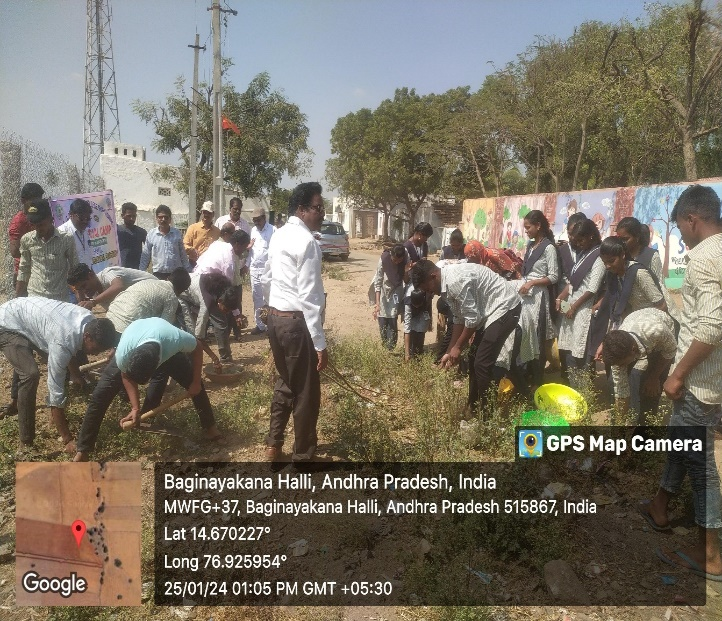 CAMP
GPS Map Camera
Baginayakana Halli, Andhra Pradesh, India
MWFG+37, Baginayakana Halli, Andhra Pradesh 515867, India
Lat 14.670227°
Long 76.925954°
25/01/24 01:05 PM GMT +05:30
Google